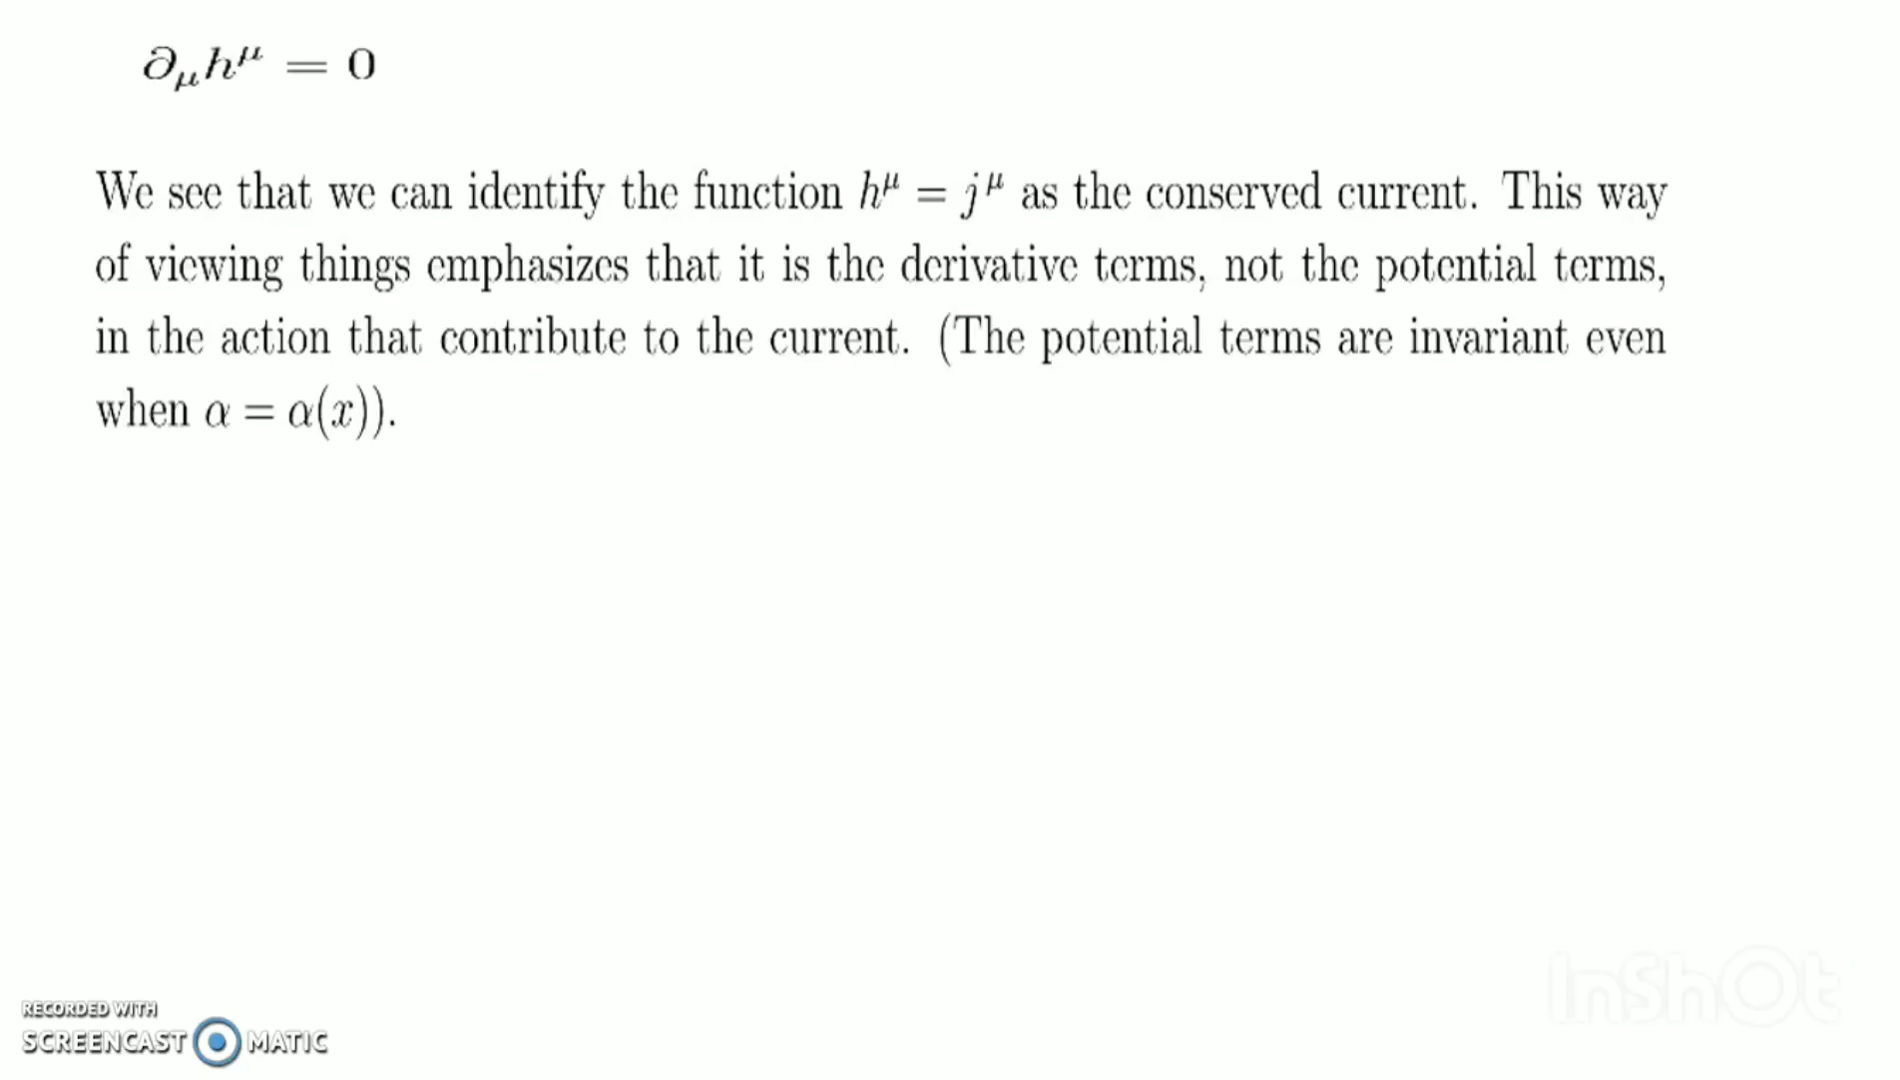 ∂_μ h^μ = 0
We see that we can identify the function h^μ = j^μ as the conserved current. This way
of viewing things emphasizes that it is the derivative terms, not the potential terms,
in the action that contribute to the current. (The potential terms are invariant even
when α = α(x)).
InShOt
RECORDED WITH
SCREENCAST MATIC